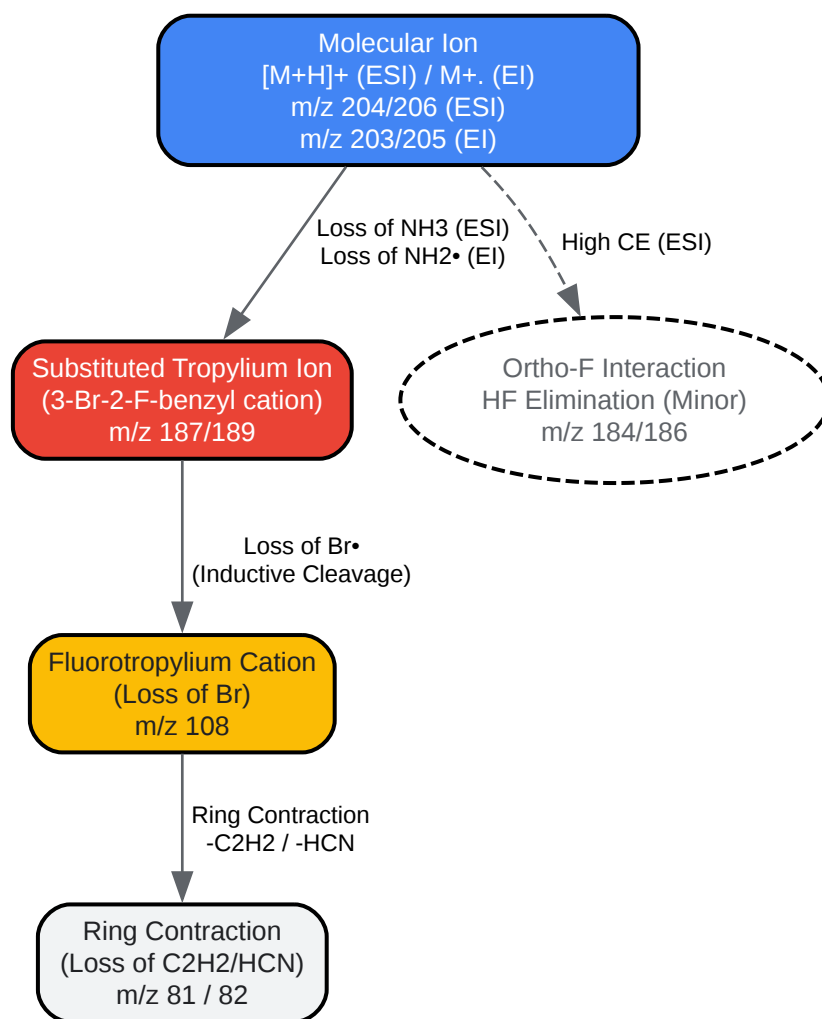 Molecular Ion
[M+H]+ (ESI) / M+. (EI)
m/z 204/206 (ESI)
m/z 203/205 (EI)
Loss of NH3 (ESI)
Loss of NH2• (EI)
High CE (ESI)
Substituted Tropylium Ion
(3-Br-2-F-benzyl cation)
m/z 187/189
Ortho-F Interaction
HF Elimination (Minor)
m/z 184/186
Loss of Br•
(Inductive Cleavage)
Fluorotropylium Cation
(Loss of Br)
m/z 108
Ring Contraction
-C2H2 / -HCN
Ring Contraction
(Loss of C2H2/HCN)
m/z 81 / 82